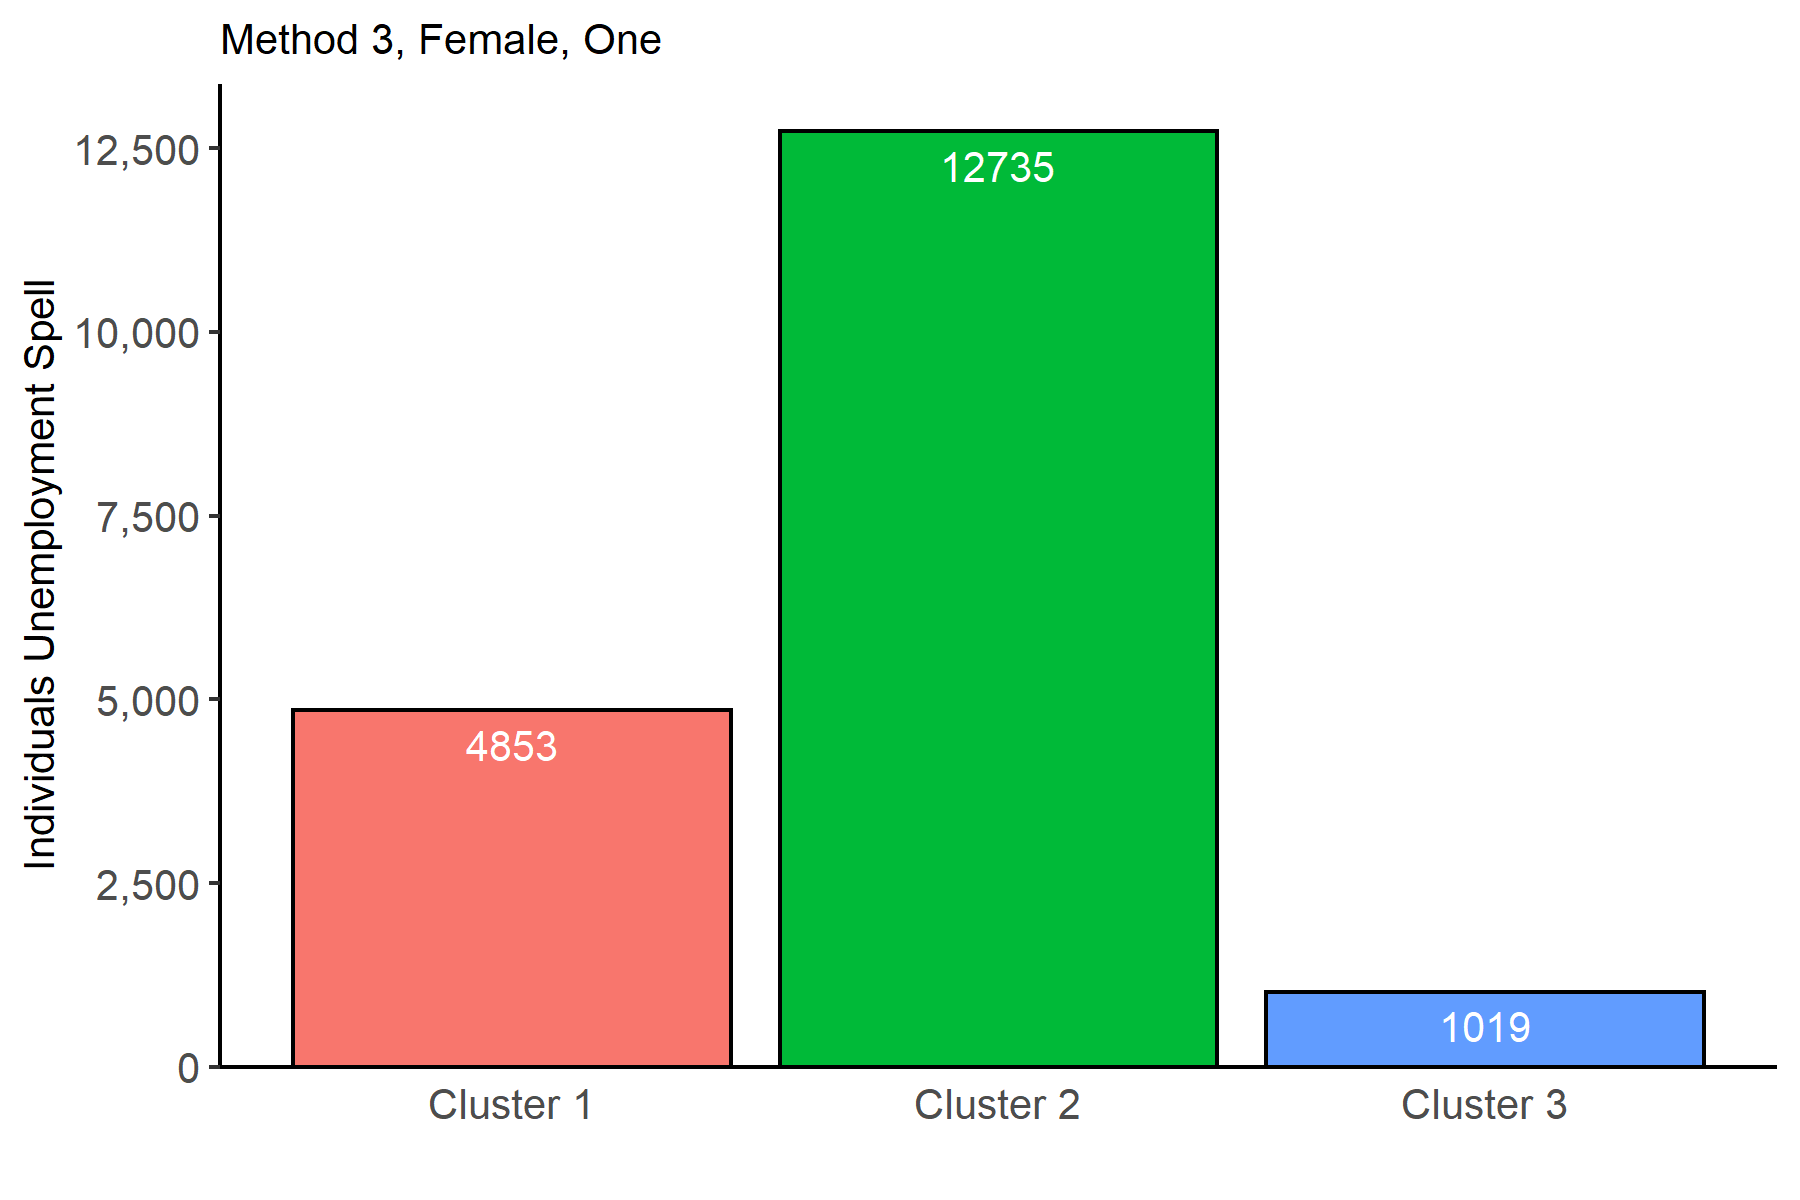 Method 3, Female, One
Individuals Unemployment Spell
12,500
10,000
7,500
5,000
2,500
0
4853
12735
1019
Cluster 1
Cluster 2
Cluster 3